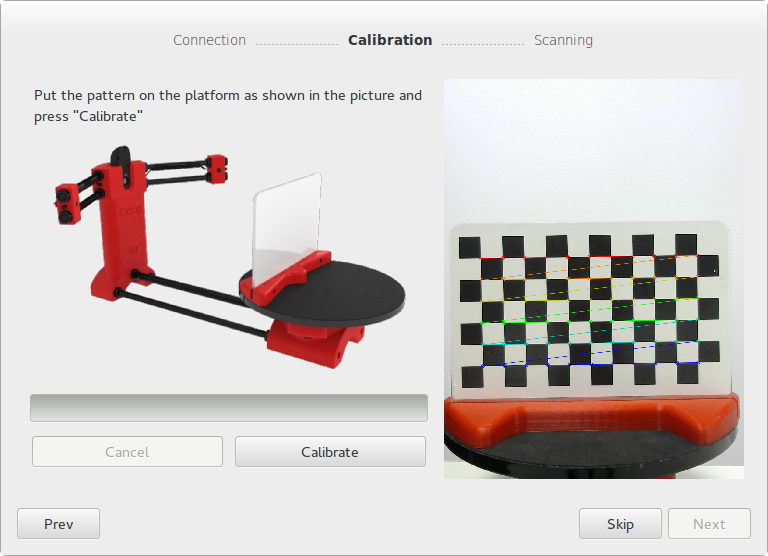 Connection
Calibration
Scanning
Put the pattern on the platform as shown in the picture and
press "Calibrate"
Cancel
Calibrate
Prev
Skip
Next